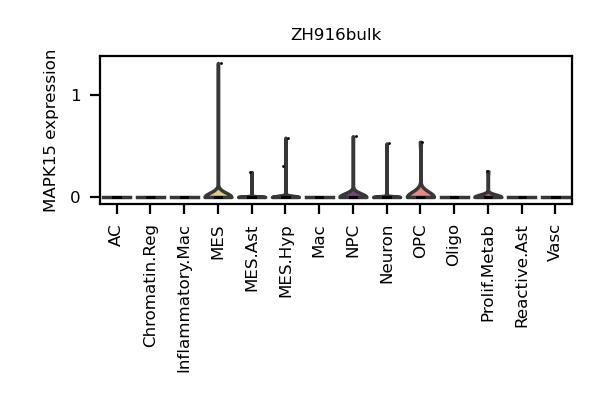 ZH916bulk
MAPK15 expression
1
0
AC
Chromatin.Reg
Inflammatory.Mac
MES
MES.Ast
MES.Hyp
Mac
NPC
Neuron
OPC
Oligo
Prolif.Metab
Reactive.Ast
Vasc